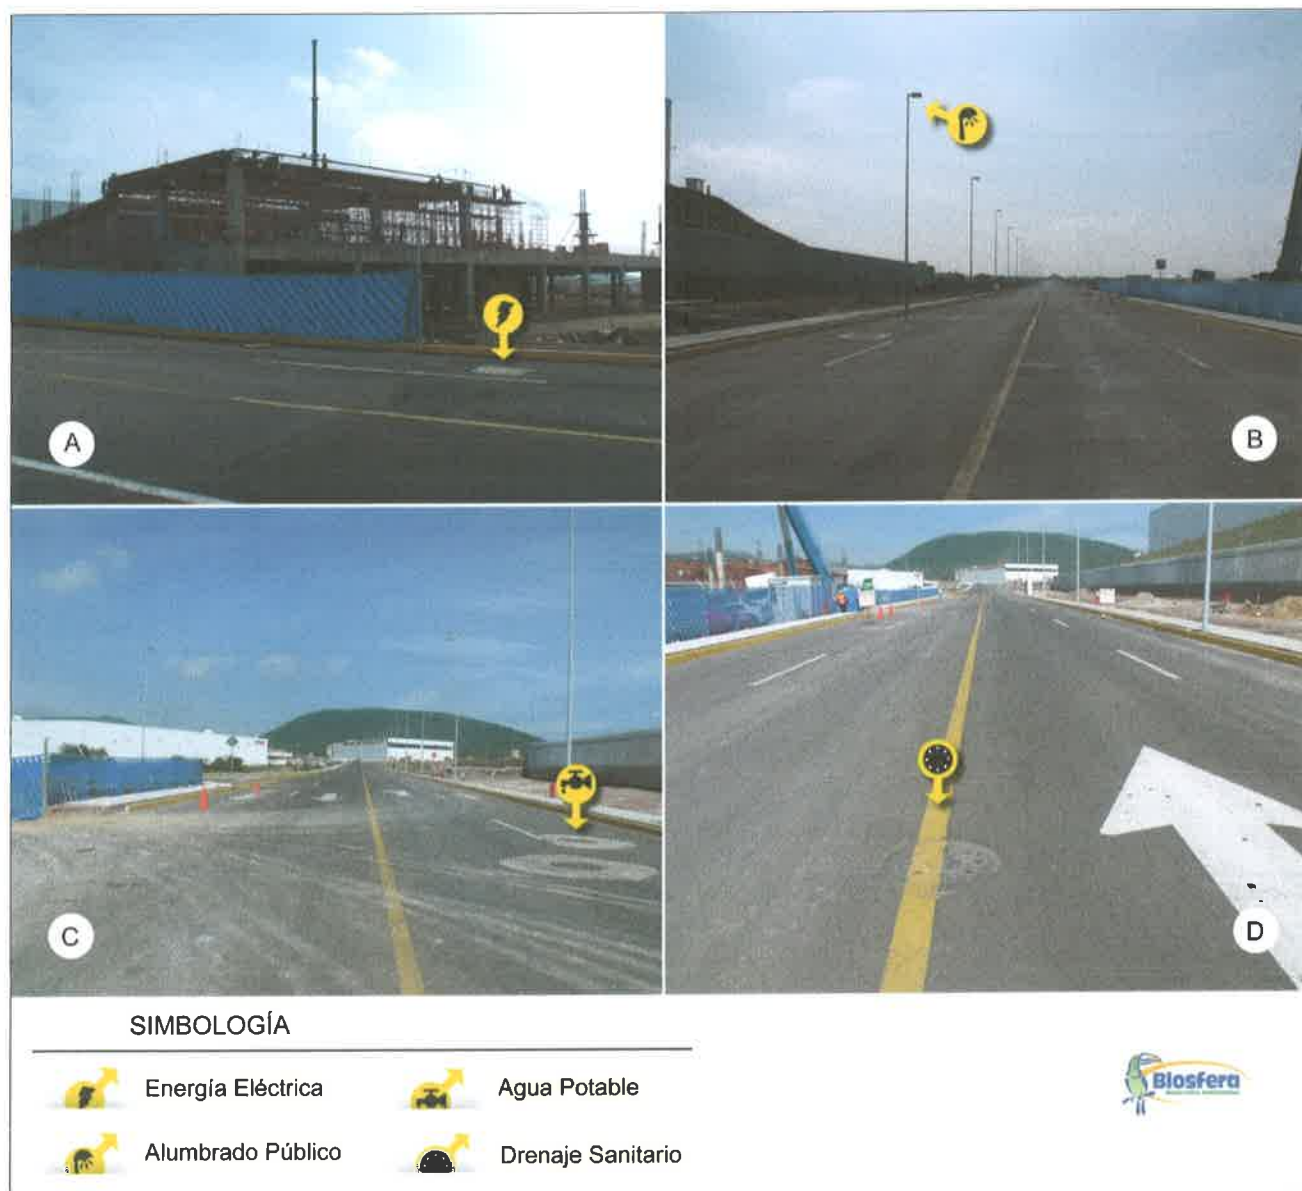 A
B
C
D
SIMBOLOGÍA
Energía Eléctrica
Agua Potable
Alumbrado Público
Drenaje Sanitario
Biosfera